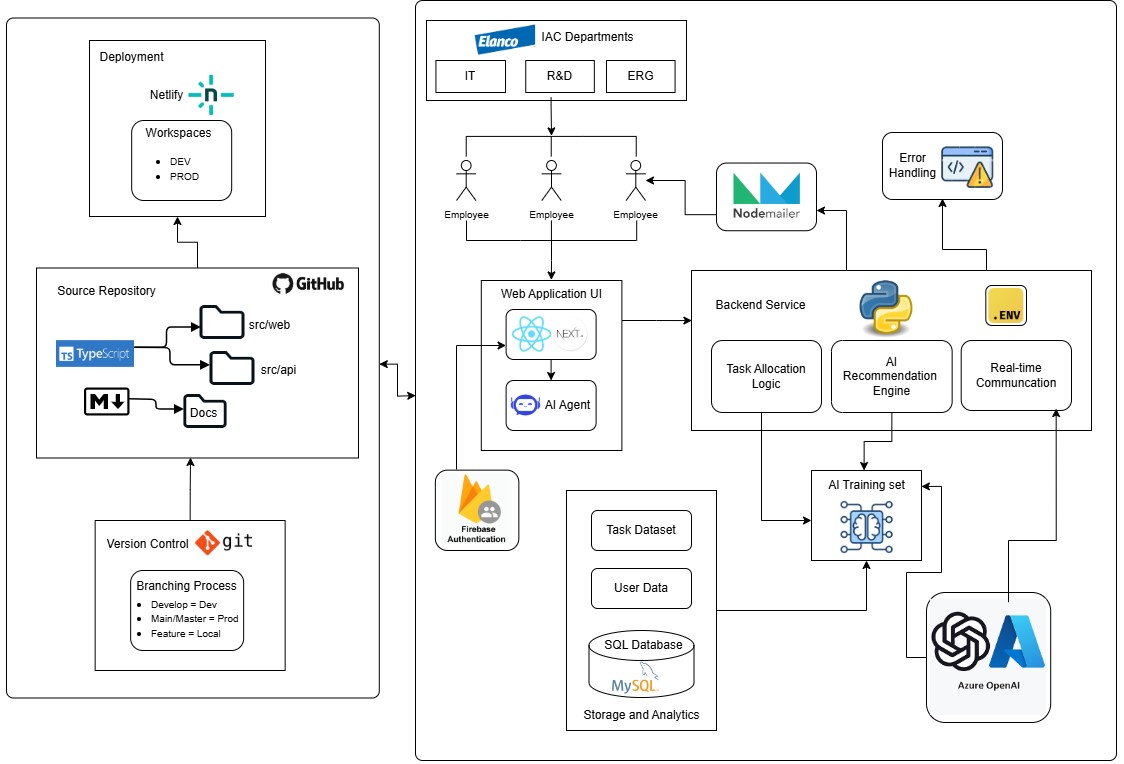 Deployment
Netlify
n
Workspaces
DEV
PROD
GitHub
Source Repository
TS TypeScript
src/web
src/api
M
Docs
Version Control
git
Branching Process
Develop = Dev
Main/Master = Prod
Feature = Local
Elanco
IAC Departments
IT
R&D
ERG
Employee
Employee
Employee
Nodemailer
Error
Handling
</>
Web Application UI
NEXT.
AI Agent
Firebase
Authentication
Backend Service
.ENV
Task Allocation
Logic
AI
Recommendation
Engine
Real-time
Communcation
AI Training set
Task Dataset
User Data
SQL Database
MySQL
Storage and Analytics
Azure OpenAI